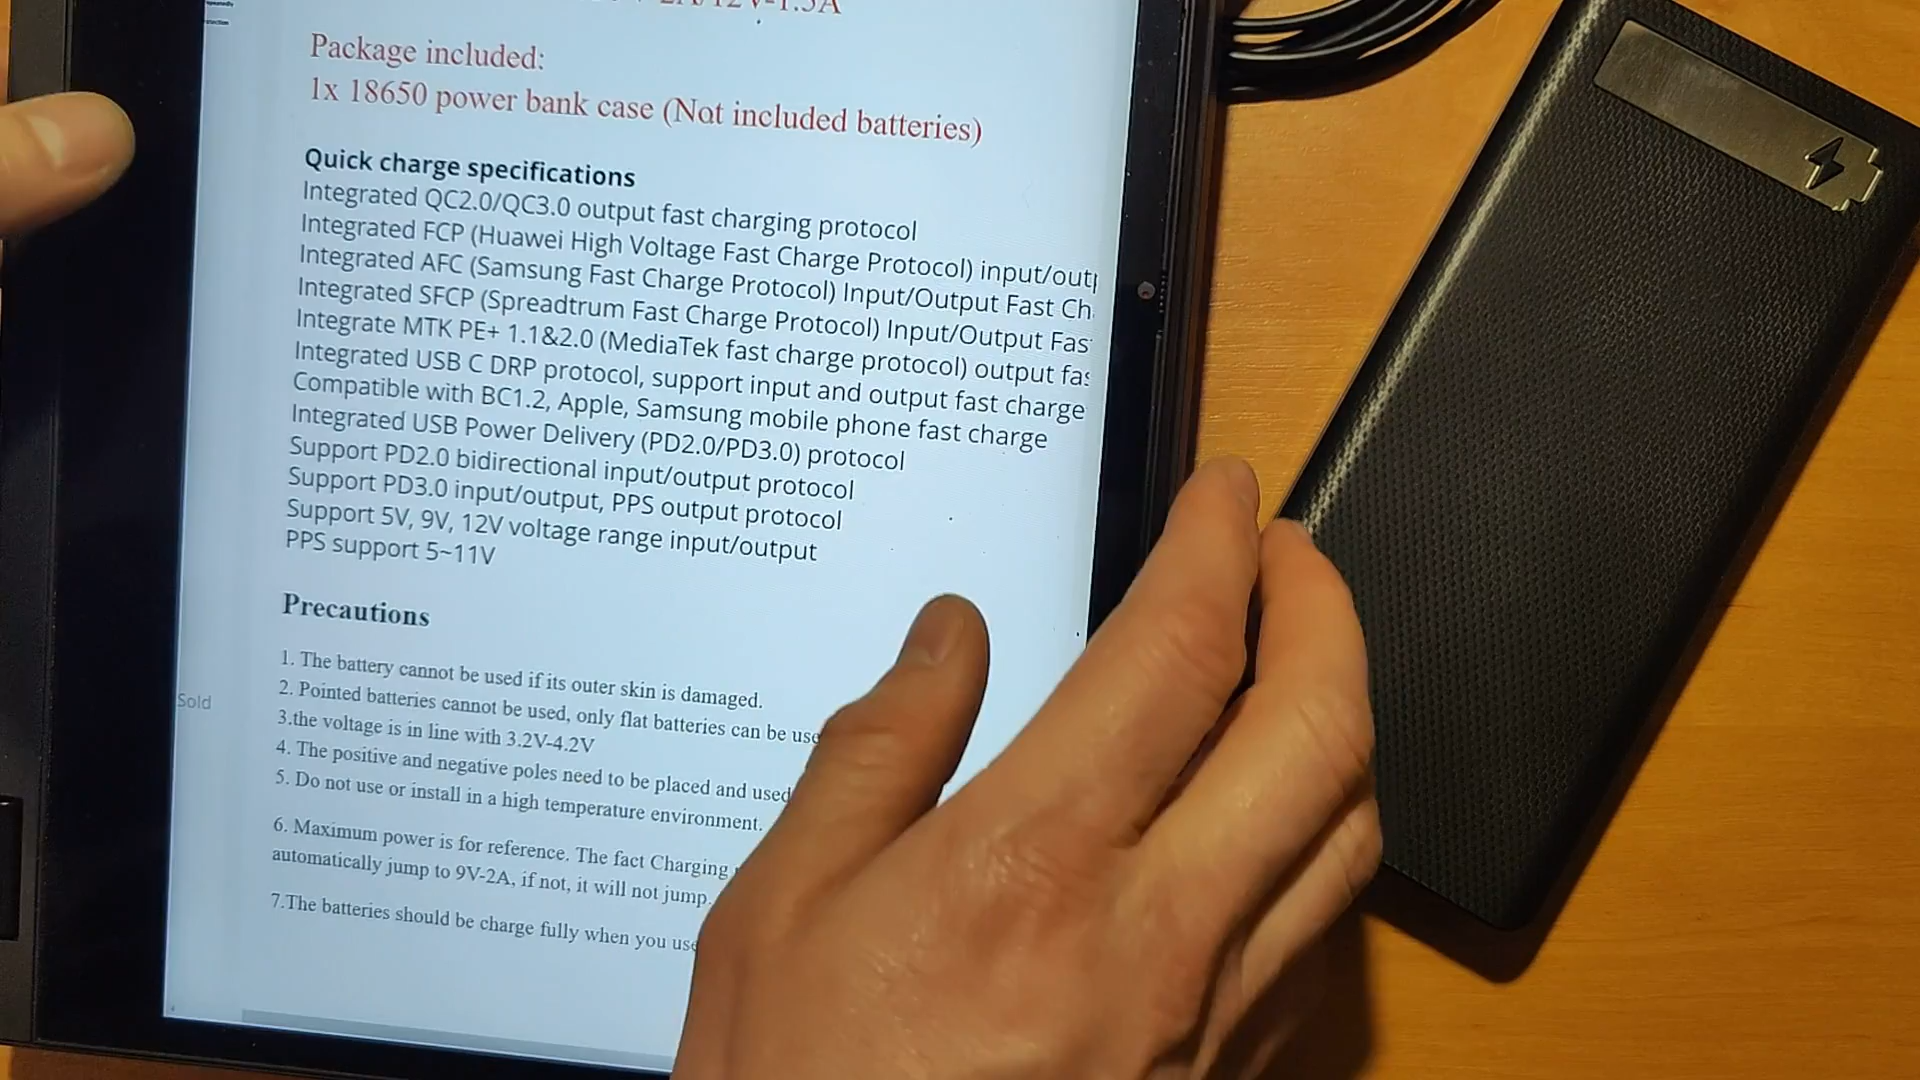 2A/12V-1.5A
Package included:
1x 18650 power bank case (Not included batteries)
Quick charge specifications
Integrated QC2.0/QC3.0 output fast charging protocol
Integrated FCP (Huawei High Voltage Fast Charge Protocol) input/outp
Integrated AFC (Samsung Fast Charge Protocol) Input/Output Fast Ch
Integrated SFCP (Spreadtrum Fast Charge Protocol) Input/Output Fas
Integrate MTK PE+ 1.1&2.0 (MediaTek fast charge protocol) output fas
Integrated USB C DRP protocol, support input and output fast charge
Compatible with BC1.2, Apple, Samsung mobile phone fast charge
Integrated USB Power Delivery (PD2.0/PD3.0) protocol
Support PD2.0 bidirectional input/output protocol
Support PD3.0 input/output, PPS output protocol
Support 5V, 9V, 12V voltage range input/output
PPS support 5~11V
Precautions
1. The battery cannot be used if its outer skin is damaged.
2. Pointed batteries cannot be used, only flat batteries can be use
3.the voltage is in line with 3.2V-4.2V
4. The positive and negative poles need to be placed and used
5. Do not use or install in a high temperature environment.
6. Maximum power is for reference. The fact Charging
automatically jump to 9V-2A, if not, it will not jump.
7.The batteries should be charge fully when you use
Sold